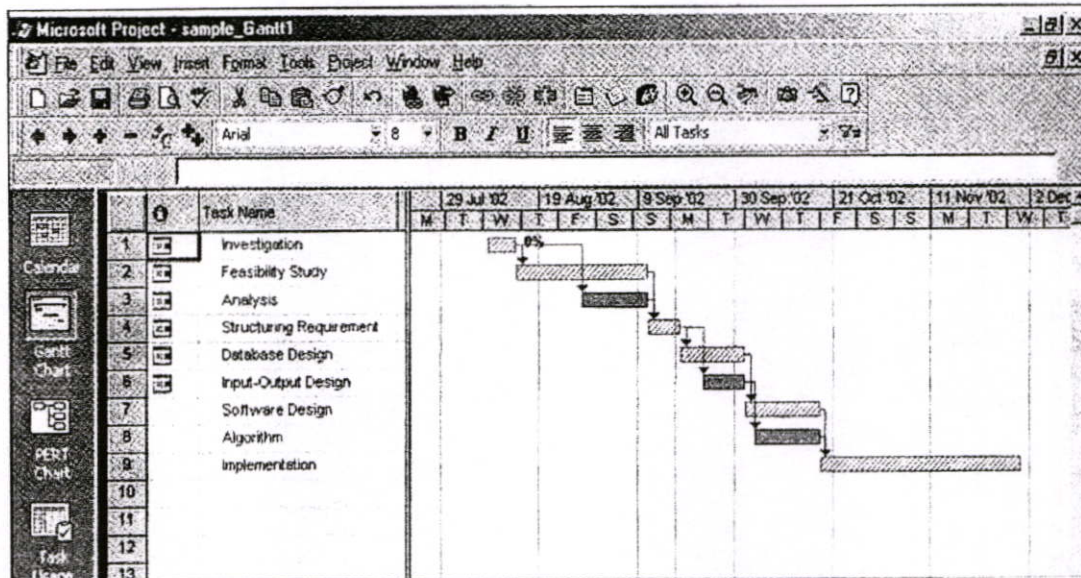 Microsoft Project - sample_Gantt1
File Edit View Insert Format Tools Project Window Help
Arial 8 B I U All Tasks
Task Name 29 Jul '02 19 Aug '02 9 Sep '02 30 Sep '02 21 Oct '02 11 Nov '02 2 Dec
M T W T F S S M T W T F S S M T W T
1 Investigation 0%
2 Feasibility Study
3 Analysis
4 Structuring Requirement
5 Database Design
6 Input-Output Design
7 Software Design
8 Algorithm
9 Implementation
10
11
12
13
Calendar
Gantt
Chart
PERT
Chart
Task
Usage